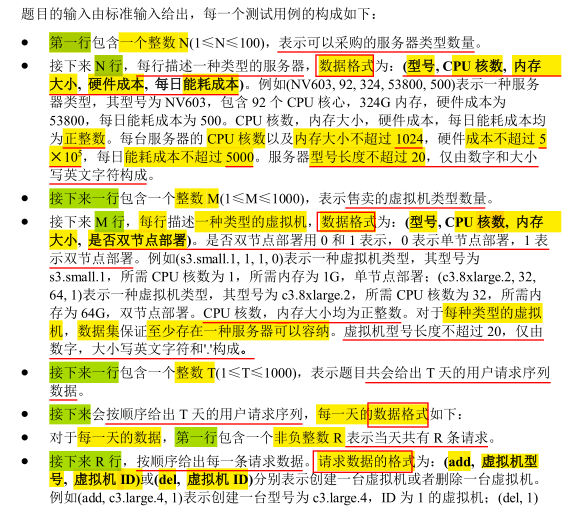 题目的输入由标准输入给出，每一个测试用例的构成如下：
● 第一行包含一个整数 N(1≤N≤100)，表示可以采购的服务器类型数量。
● 接下来 N 行，每行描述一种类型的服务器，数据格式为：(型号, CPU 核数, 内存
大小, 硬件成本, 每日能耗成本)。例如(NV603, 92, 324, 53800, 500)表示一种服务
器类型，其型号为 NV603，包含 92 个 CPU 核心，324G 内存，硬件成本为
53800，每日能耗成本为 500。CPU 核数，内存大小，硬件成本，每日能耗成本均
为正整数。每台服务器的 CPU 核数以及内存大小不超过 1024，硬件成本不超过 5
×10⁵，每日能耗成本不超过 5000。服务器型号长度不超过 20，仅由数字和大小
写英文字符构成。
● 接下来一行包含一个整数 M(1≤M≤1000)，表示售卖的虚拟机类型数量。
● 接下来 M 行，每行描述一种类型的虚拟机，数据格式为：(型号, CPU 核数, 内存
大小, 是否双节点部署)。是否双节点部署用 0 和 1 表示，0 表示单节点部署，1 表
示双节点部署。例如(s3.small.1, 1, 1, 0)表示一种虚拟机类型，其型号为
s3.small.1，所需 CPU 核数为 1，所需内存为 1G，单节点部署；(c3.8xlarge.2, 32,
64, 1)表示一种虚拟机类型，其型号为 c3.8xlarge.2，所需 CPU 核数为 32，所需内
存为 64G，双节点部署。CPU 核数，内存大小均为正整数。对于每种类型的虚拟
机，数据集保证至少存在一种服务器可以容纳。虚拟机型号长度不超过 20，仅由
数字，大小写英文字符和'.'构成。
● 接下来一行包含一个整数 T(1≤T≤1000)，表示题目共会给出 T 天的用户请求序列
数据。
● 接下来会按顺序给出 T 天的用户请求序列，每一天的数据格式如下：
● 对于每一天的数据，第一行包含一个非负整数 R 表示当天共有 R 条请求。
● 接下来 R 行，按顺序给出每一条请求数据。请求数据的格式为：(add, 虚拟机型
号, 虚拟机 ID)或(del, 虚拟机 ID)分别表示创建一台虚拟机或者删除一台虚拟机。
例如(add, c3.large.4, 1)表示创建一台型号为 c3.large.4，ID 为 1 的虚拟机；(del, 1)